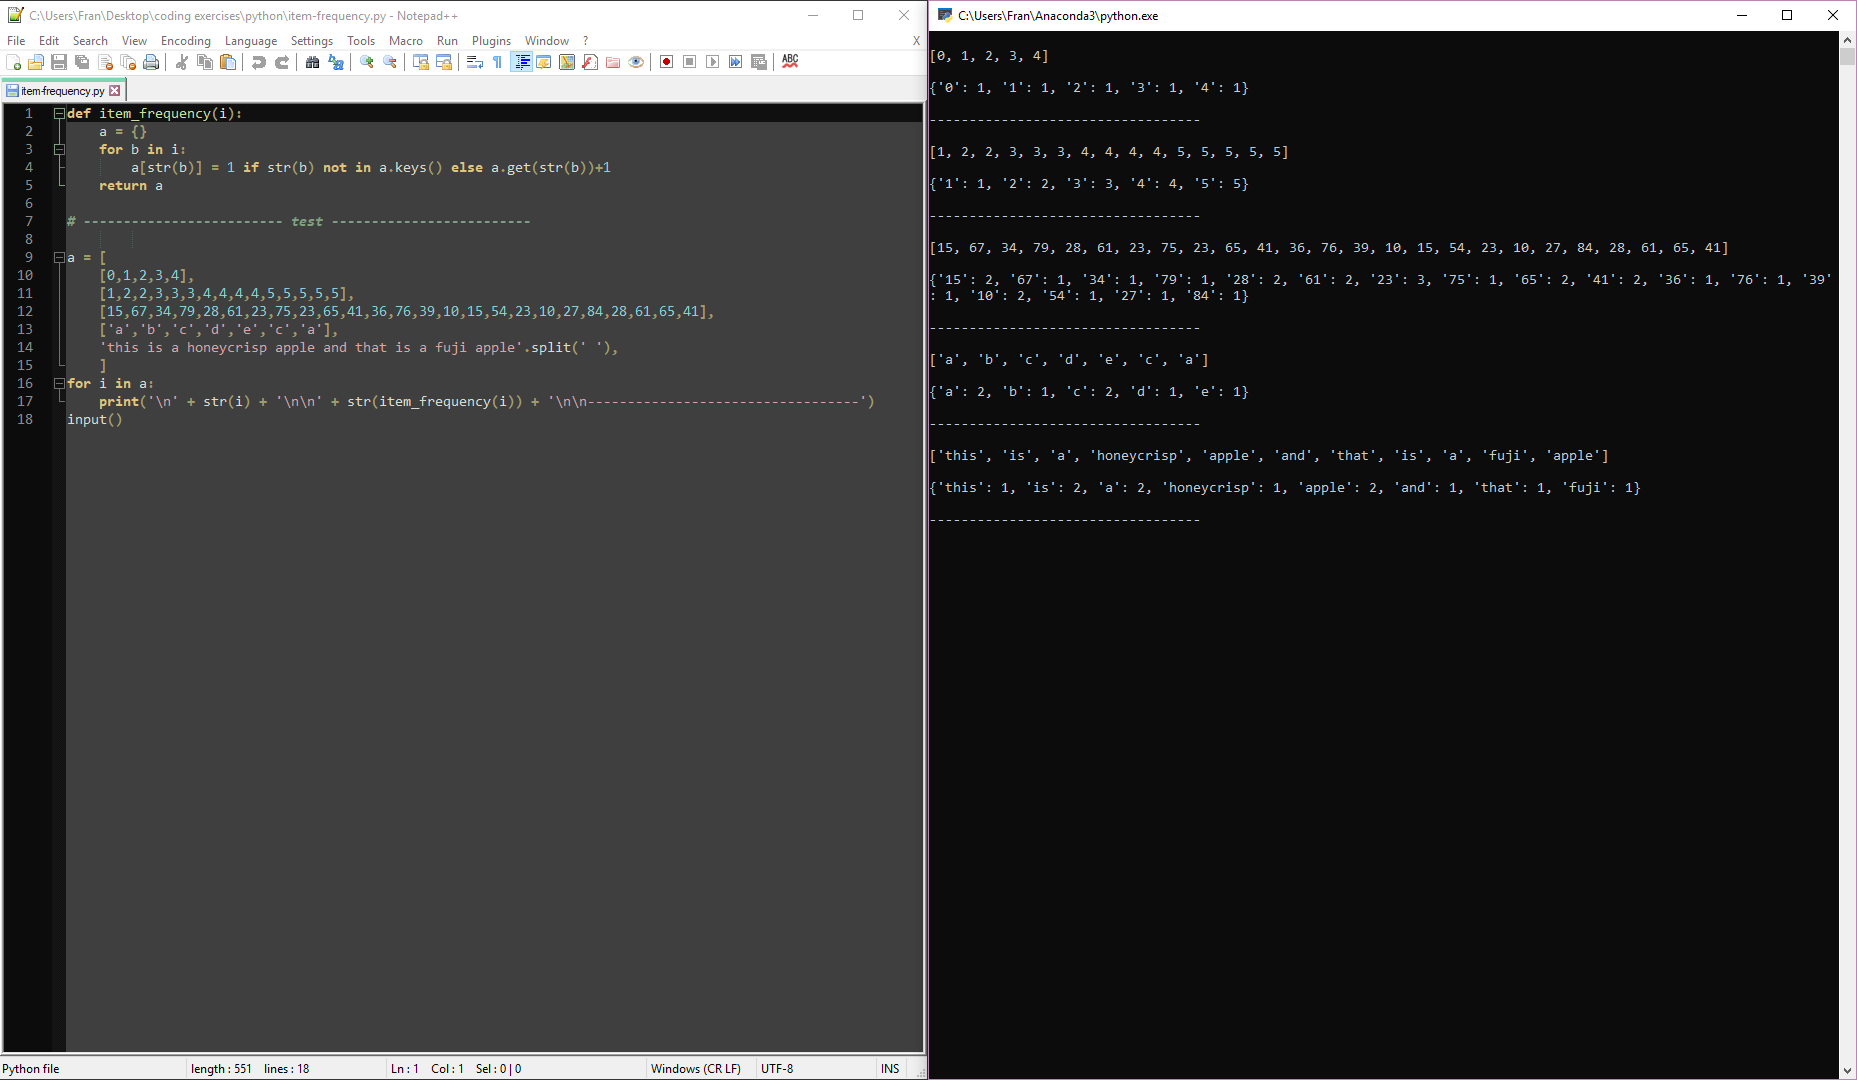 C:\Users\Fran\Desktop\coding exercises\python\item-frequency.py - Notepad++
File Edit Search View Encoding Language Settings Tools Macro Run Plugins Window ? X
ABC
item-frequency.py
1 def item_frequency(i):
2     a = {}
3     for b in i:
4         a[str(b)] = 1 if str(b) not in a.keys() else a.get(str(b))+1
5     return a
6
7 # ------------------------- test -------------------------
8
9 a = [
10     [0,1,2,3,4],
11     [1,2,2,3,3,3,4,4,4,4,5,5,5,5,5],
12     [15,67,34,79,28,61,23,75,23,65,41,36,76,39,10,15,54,23,10,27,84,28,61,65,41],
13     ['a','b','c','d','e','c','a'],
14     'this is a honeycrisp apple and that is a fuji apple'.split(' '),
15     ]
16 for i in a:
17     print('\n' + str(i) + '\n\n' + str(item_frequency(i)) + '\n\n----------------------------------')
18 input()
Python file length : 551 lines : 18 Ln : 1 Col : 1 Sel : 0 | 0 Windows (CR LF) UTF-8 INS
C:\Users\Fran\Anaconda3\python.exe
[0, 1, 2, 3, 4]
{'0': 1, '1': 1, '2': 1, '3': 1, '4': 1}
----------------------------------
[1, 2, 2, 3, 3, 3, 4, 4, 4, 4, 5, 5, 5, 5, 5]
{'1': 1, '2': 2, '3': 3, '4': 4, '5': 5}
----------------------------------
[15, 67, 34, 79, 28, 61, 23, 75, 23, 65, 41, 36, 76, 39, 10, 15, 54, 23, 10, 27, 84, 28, 61, 65, 41]
{'15': 2, '67': 1, '34': 1, '79': 1, '28': 2, '61': 2, '23': 3, '75': 1, '65': 2, '41': 2, '36': 1, '76': 1, '39'
: 1, '10': 2, '54': 1, '27': 1, '84': 1}
----------------------------------
['a', 'b', 'c', 'd', 'e', 'c', 'a']
{'a': 2, 'b': 1, 'c': 2, 'd': 1, 'e': 1}
----------------------------------
['this', 'is', 'a', 'honeycrisp', 'apple', 'and', 'that', 'is', 'a', 'fuji', 'apple']
{'this': 1, 'is': 2, 'a': 2, 'honeycrisp': 1, 'apple': 2, 'and': 1, 'that': 1, 'fuji': 1}
----------------------------------